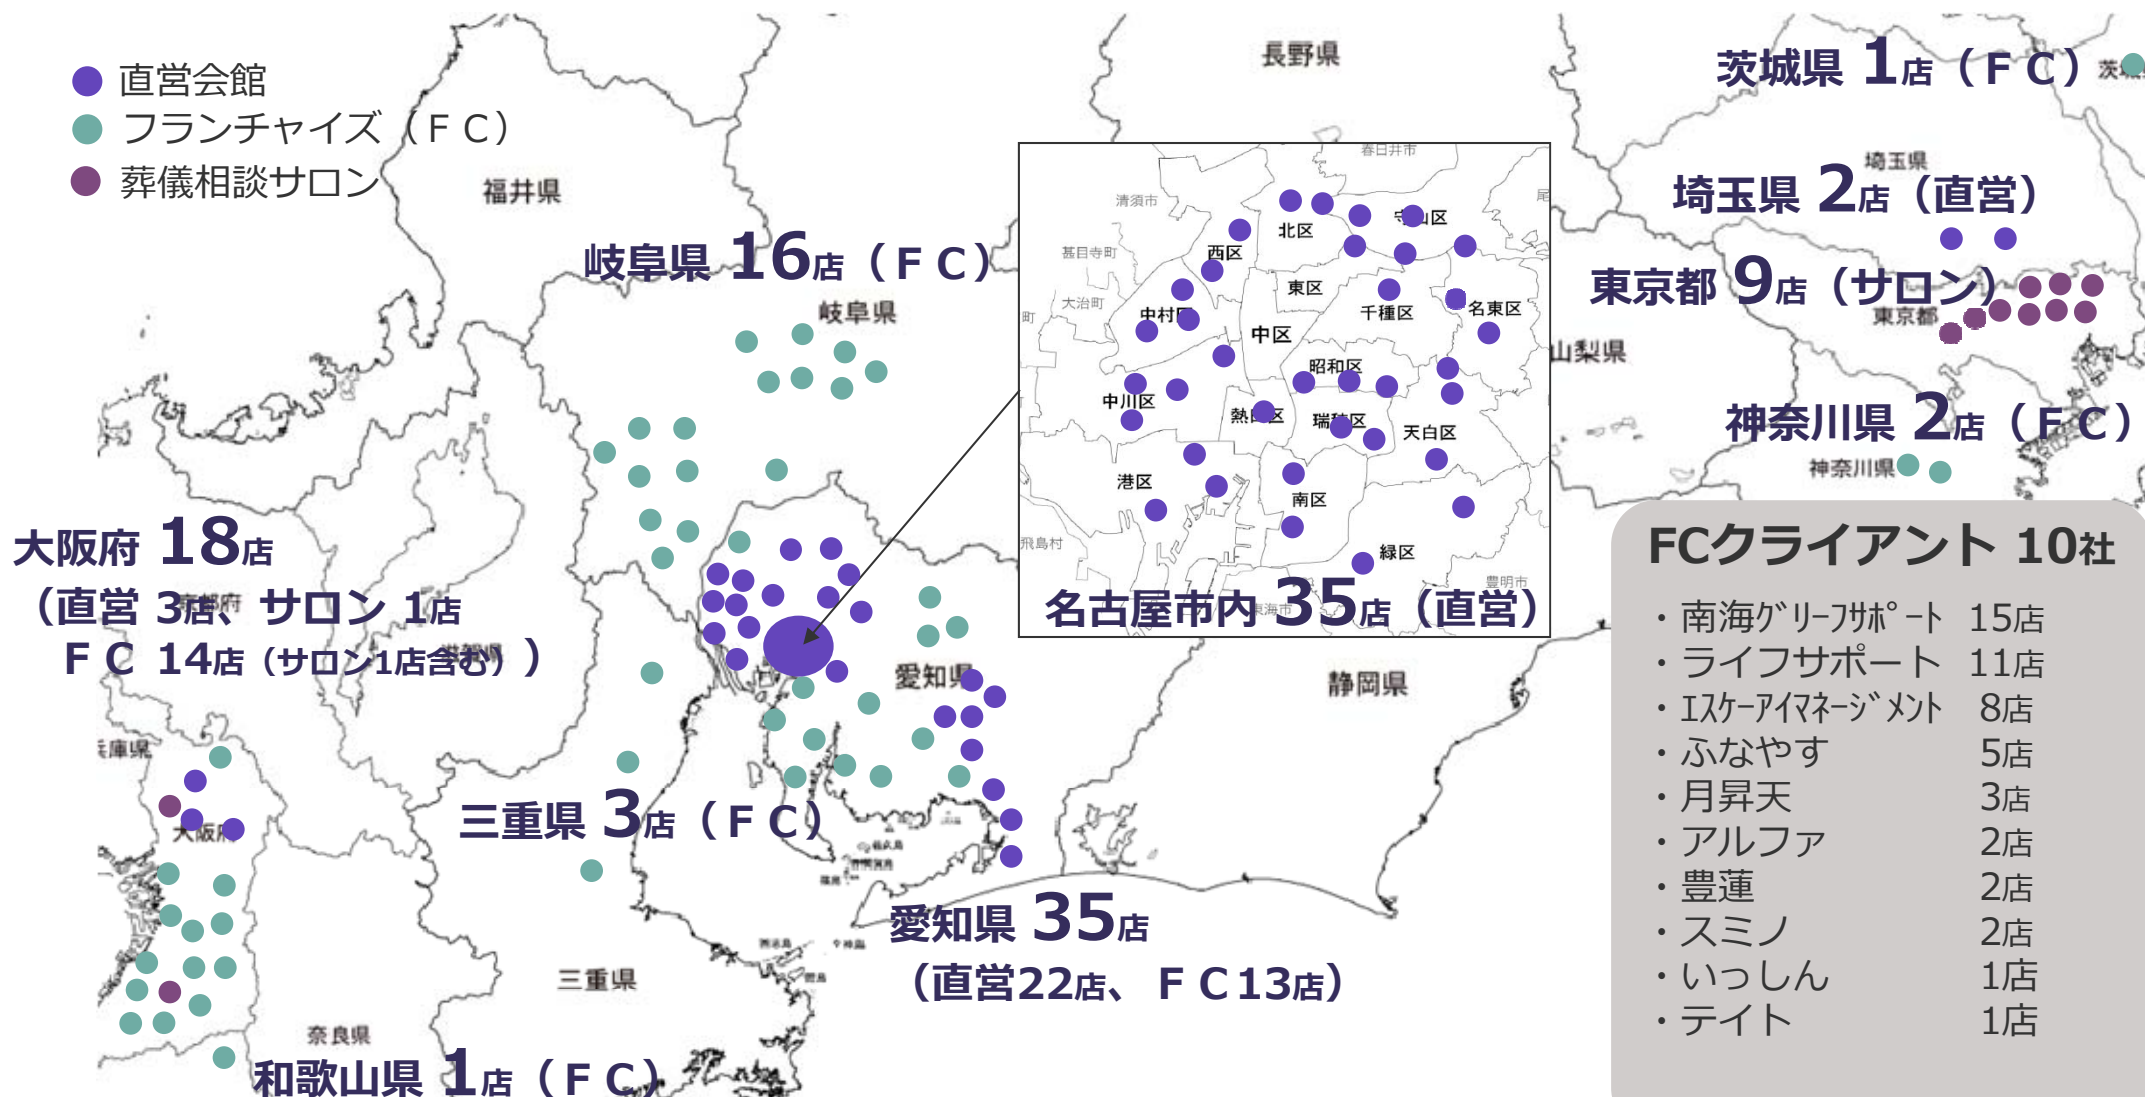 直営会館
フランチャイズ（ＦＣ）
葬儀相談サロン
福井県
長野県
岐阜県 16店（ＦＣ）
岐阜県
茨城県 1店（ＦＣ）
埼玉県
埼玉県 2店（直営）
東京都 9店（サロン）
東京都
山梨県
神奈川県 2店（ＦＣ）
神奈川県
春日井市
清須市
甚目寺町
大治町
北区
守山区
西区
東区
千種区
名東区
中村区
中区
昭和区
中川区
熱田区
瑞穂区
天白区
港区
南区
緑区
飛島村
豊明市
東海市
名古屋市内 35店（直営）
大阪府 18店
（直営 3店、サロン 1店
ＦＣ 14店（サロン1店含む））
京都府
滋賀県
兵庫県
大阪府
愛知県
静岡県
三重県 3店（ＦＣ）
愛知県 35店
（直営22店、ＦＣ13店）
三重県
奈良県
和歌山県 1店（ＦＣ）
FCクライアント 10社
・南海ｸﾞﾘｰﾌｻﾎﾟｰﾄ 15店
・ライフサポート 11店
・ｴｽｹｰｱｲﾏﾈｰｼﾞﾒﾝﾄ 8店
・ふなやす 5店
・月昇天 3店
・アルファ 2店
・豊蓮 2店
・スミノ 2店
・いっしん 1店
・テイト 1店